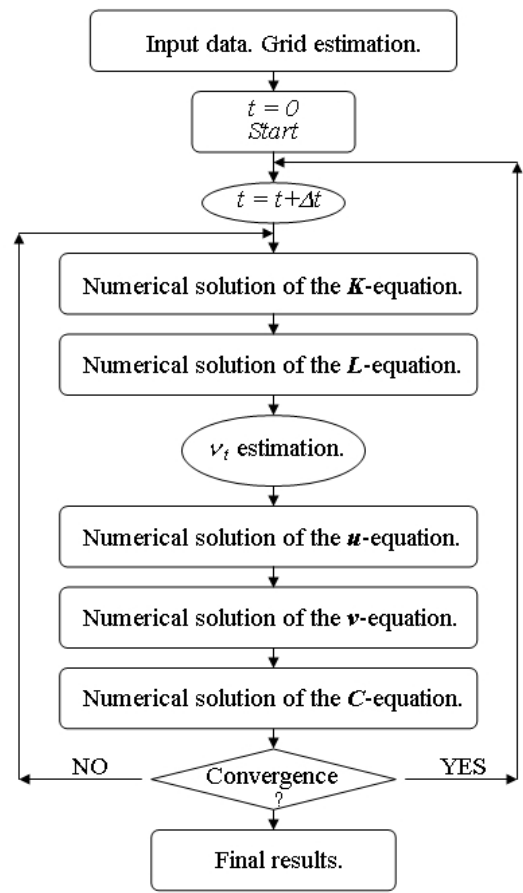 Input data. Grid estimation.
t = 0
Start
t = t+Δt
Numerical solution of the K-equation.
Numerical solution of the L-equation.
νt estimation.
Numerical solution of the u-equation.
Numerical solution of the v-equation.
Numerical solution of the C-equation.
NO
Convergence
?
YES
Final results.